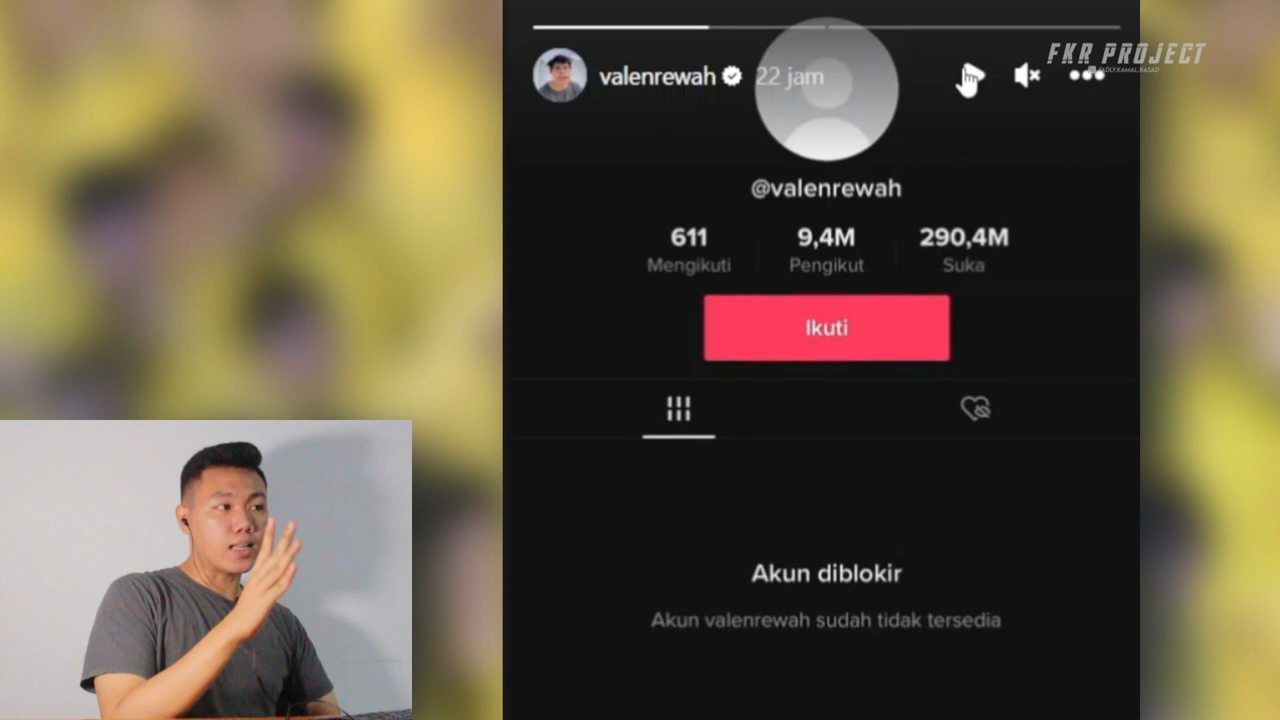 FKR PROJECT
valenrewah 22 jam
@valenrewah
611 9,4M 290,4M
Mengikuti Pengikut Suka
Ikuti
Akun diblokir
Akun valenrewah sudah tidak tersedia